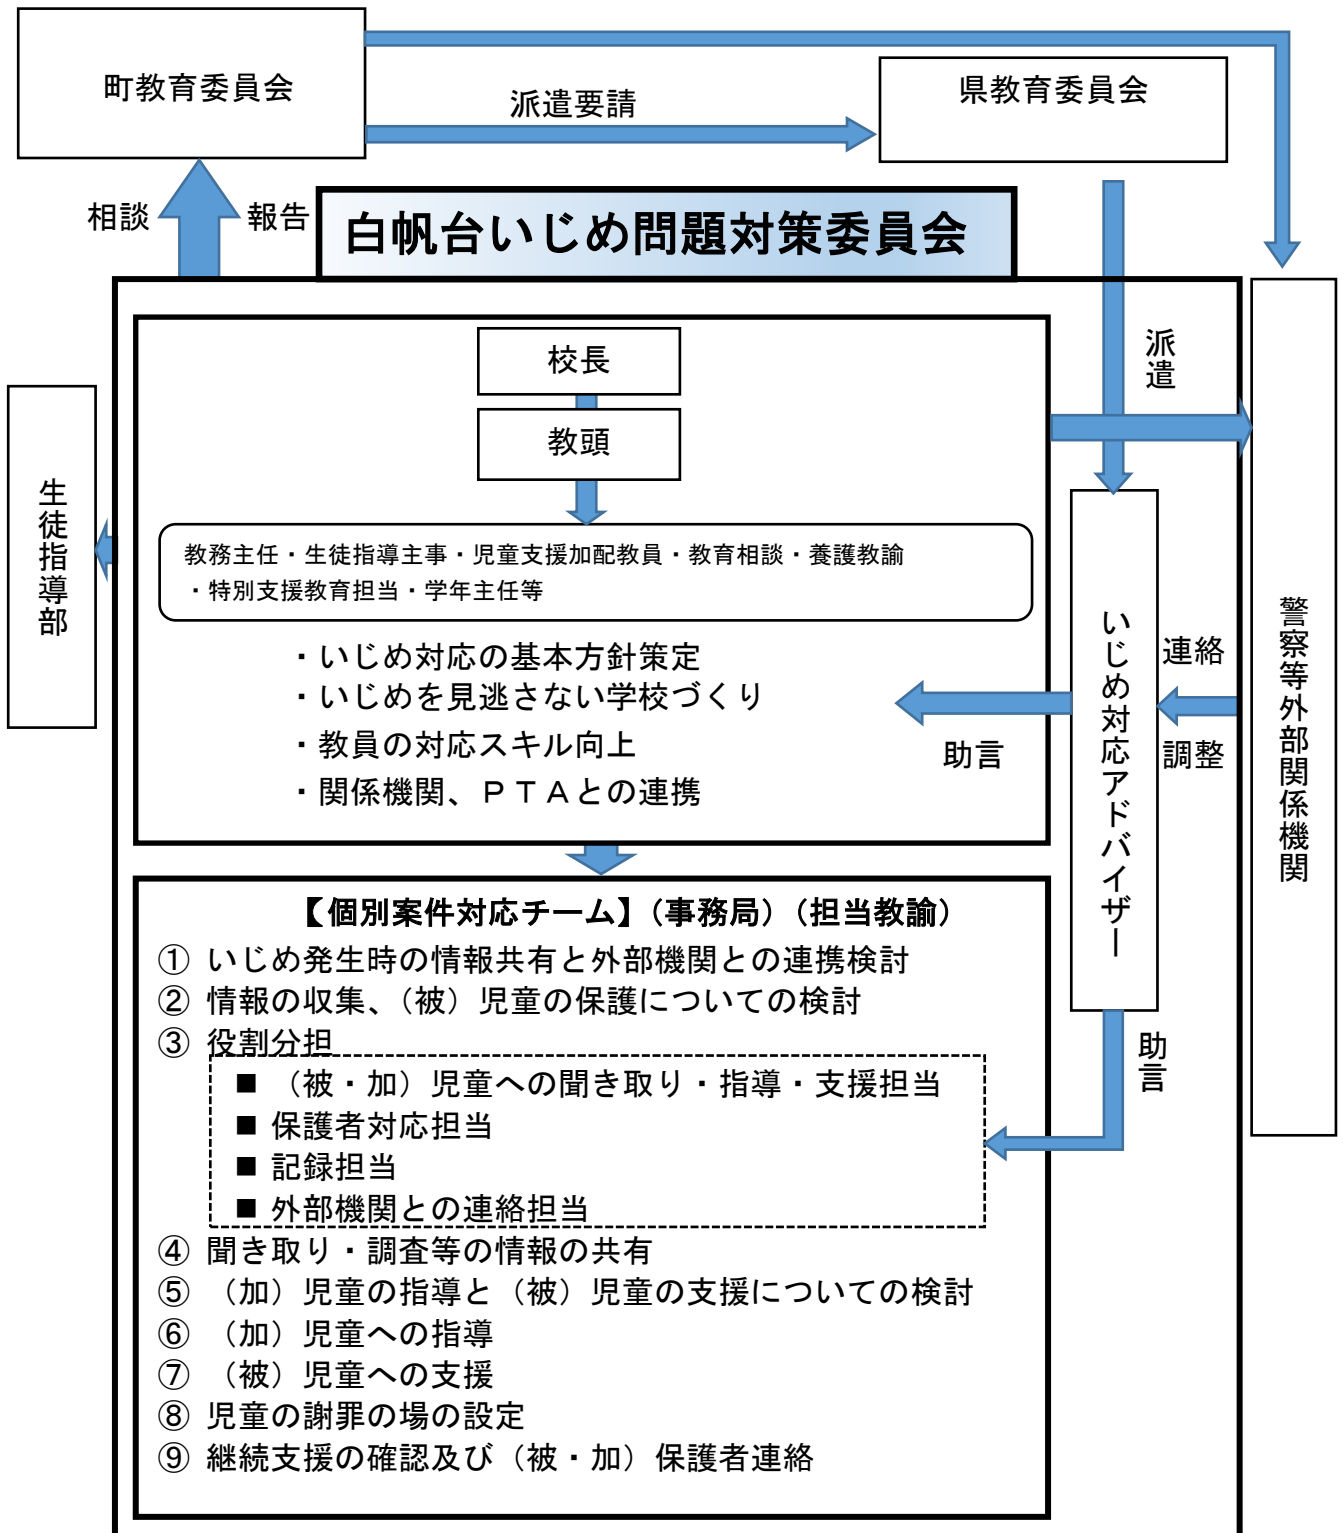 町教育委員会
県教育委員会
派遣要請
相談
報告
白帆台いじめ問題対策委員会
校長
派遣
教頭
生徒指導部
教務主任・生徒指導主事・児童支援加配教員・教育相談・養護教諭
・特別支援教育担当・学年主任等
・いじめ対応の基本方針策定
・いじめを見逃さない学校づくり
・教員の対応スキル向上
・関係機関、ＰＴＡとの連携
助言
いじめ対応アドバイザー
連絡
調整
警察等外部関係機関
【個別案件対応チーム】（事務局）（担当教諭）
① いじめ発生時の情報共有と外部機関との連携検討
② 情報の収集、（被）児童の保護についての検討
③ 役割分担
■ （被・加）児童への聞き取り・指導・支援担当
■ 保護者対応担当
■ 記録担当
■ 外部機関との連絡担当
助言
④ 聞き取り・調査等の情報の共有
⑤ （加）児童の指導と（被）児童の支援についての検討
⑥ （加）児童への指導
⑦ （被）児童への支援
⑧ 児童の謝罪の場の設定
⑨ 継続支援の確認及び（被・加）保護者連絡